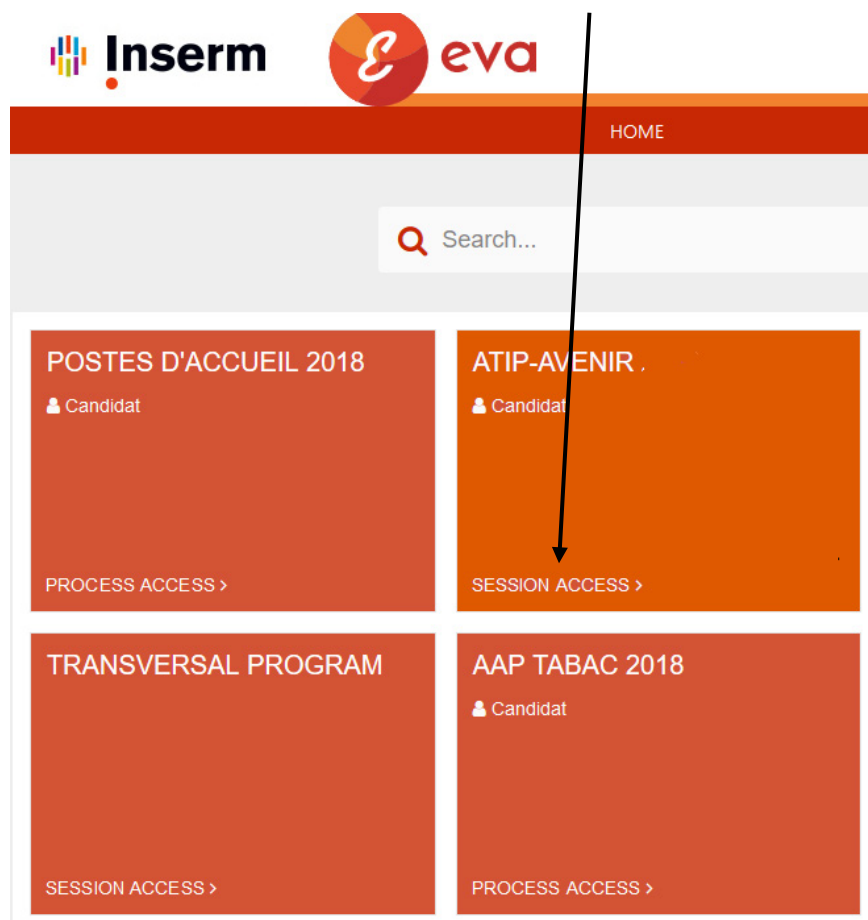 Inserm
eva
HOME
Search...
POSTES D'ACCUEIL 2018
Candidat
PROCESS ACCESS >
ATIP-AVENIR
Candidat
SESSION ACCESS >
TRANSVERSAL PROGRAM
SESSION ACCESS >
AAP TABAC 2018
Candidat
PROCESS ACCESS >